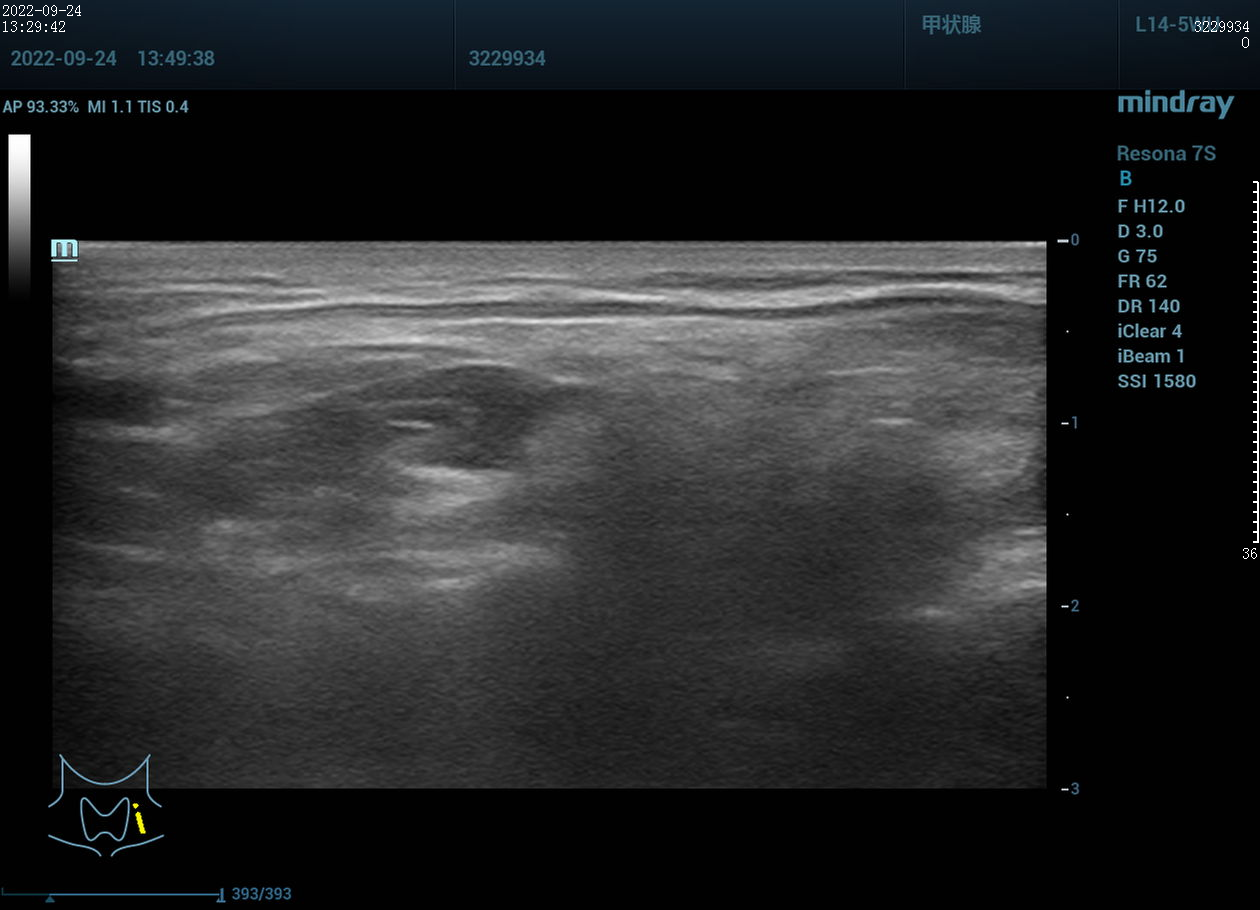 2022-09-24
13:29:42
2022-09-24 13:49:38
3229934
甲状腺
3229934
0
AP 93.33% MI 1.1 TIS 0.4
mindray
Resona 7S
B
F H12.0
D 3.0
G 75
FR 62
DR 140
iClear 4
iBeam 1
SSI 1580
m
0
1
2
3
36
393/393